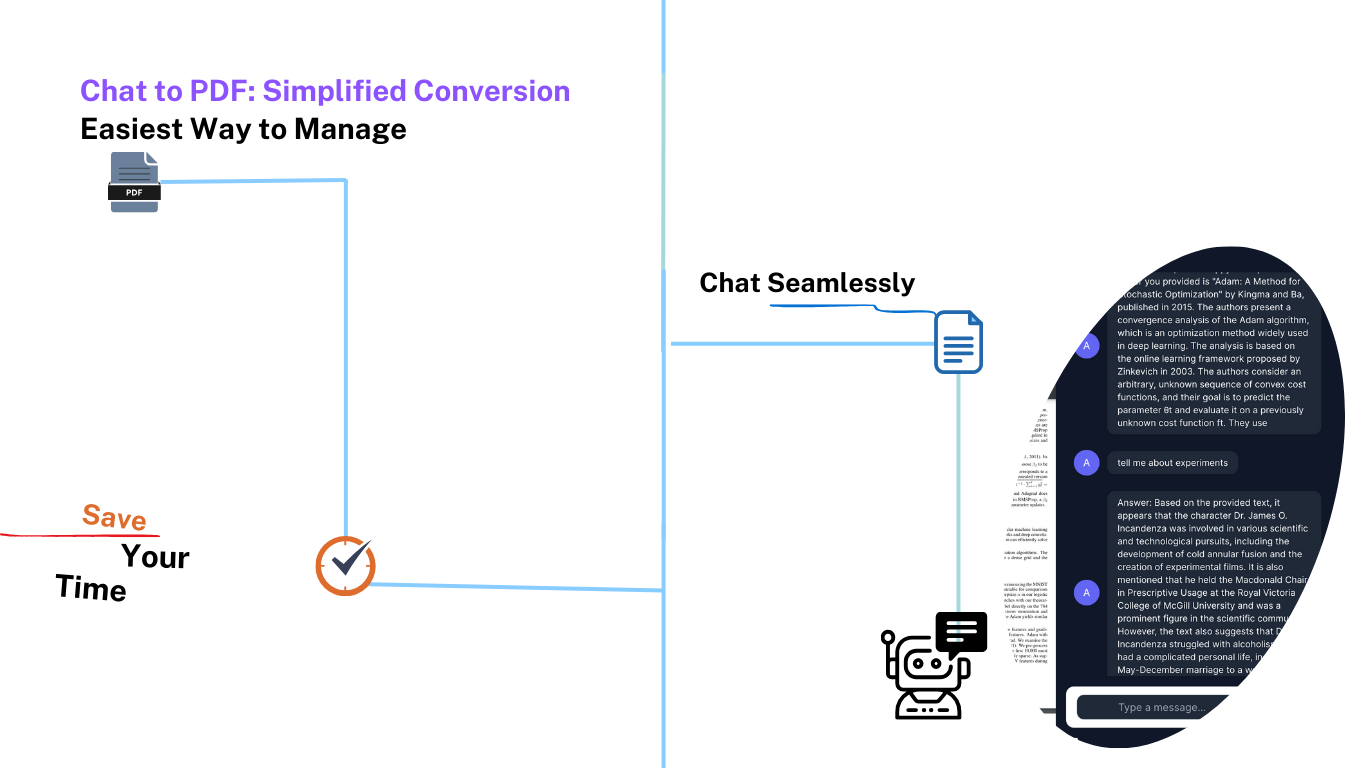 Chat to PDF: Simplified Conversion
Easiest Way to Manage
PDF
Save
Your
Time
Chat Seamlessly
you provided is "Adam: A Method for
Stochastic Optimization" by Kingma and Ba,
published in 2015. The authors present a
convergence analysis of the Adam algorithm,
which is an optimization method widely used
in deep learning. The analysis is based on
the online learning framework proposed by
Zinkevich in 2003. The authors consider an
arbitrary, unknown sequence of convex cost
functions, and their goal is to predict the
parameter θt and evaluate it on a previously
unknown cost function ft. They use
A
A
tell me about experiments
Answer: Based on the provided text, it
appears that the character Dr. James O.
Incandenza was involved in various scientific
and technological pursuits, including the
development of cold annular fusion and the
creation of experimental films. It is also
mentioned that he held the Macdonald Chair
in Prescriptive Usage at the Royal Victoria
College of McGill University and was a
prominent figure in the scientific commu
However, the text also suggests that D
Incandenza struggled with alcoholis
had a complicated personal life, in
May-December marriage to a w
A
Type a message...